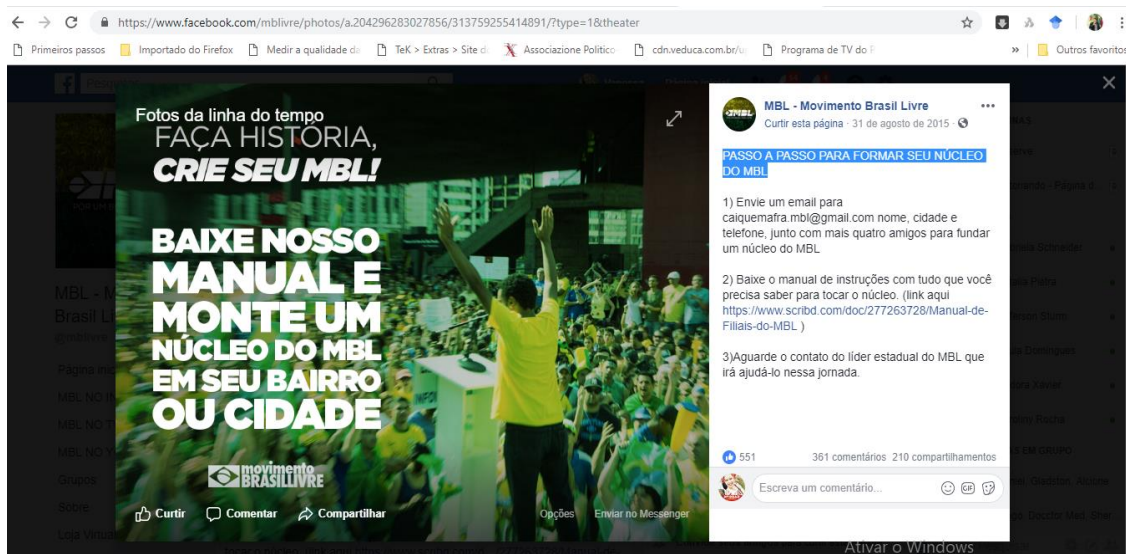 https://www.facebook.com/mblivre/photos/a.204296283027856/313759255414891/?type=1&theater
Primeiros passos
Importado do Firefox
Medir a qualidade da
TeK > Extras > Site d
Associazione Politico
cdn.veduca.com.br/u
Programa de TV do F
»
Outros favoritos
Fotos da linha do tempo
FAÇA HISTÓRIA,
CRIE SEU MBL!
BAIXE NOSSO
MANUAL E
MONTE UM
NÚCLEO DO MBL
EM SEU BAIRRO
OU CIDADE
movimento
BRASILLIVRE
Curtir
Comentar
Compartilhar
Opções
Enviar no Messenger
MBL
MBL - Movimento Brasil Livre
Curtir esta página · 31 de agosto de 2015 ·
PASSO A PASSO PARA FORMAR SEU NÚCLEO
DO MBL
1) Envie um email para
caiquemafra.mbl@gmail.com nome, cidade e
telefone, junto com mais quatro amigos para fundar
um núcleo do MBL
2) Baixe o manual de instruções com tudo que você
precisa saber para tocar o núcleo. (link aqui
https://www.scribd.com/doc/277263728/Manual-de-
Filiais-do-MBL )
3)Aguarde o contato do líder estadual do MBL que
irá ajudá-lo nessa jornada.
551
361 comentários 210 compartilhamentos
Escreva um comentário...
GIF
Ativar o Windows